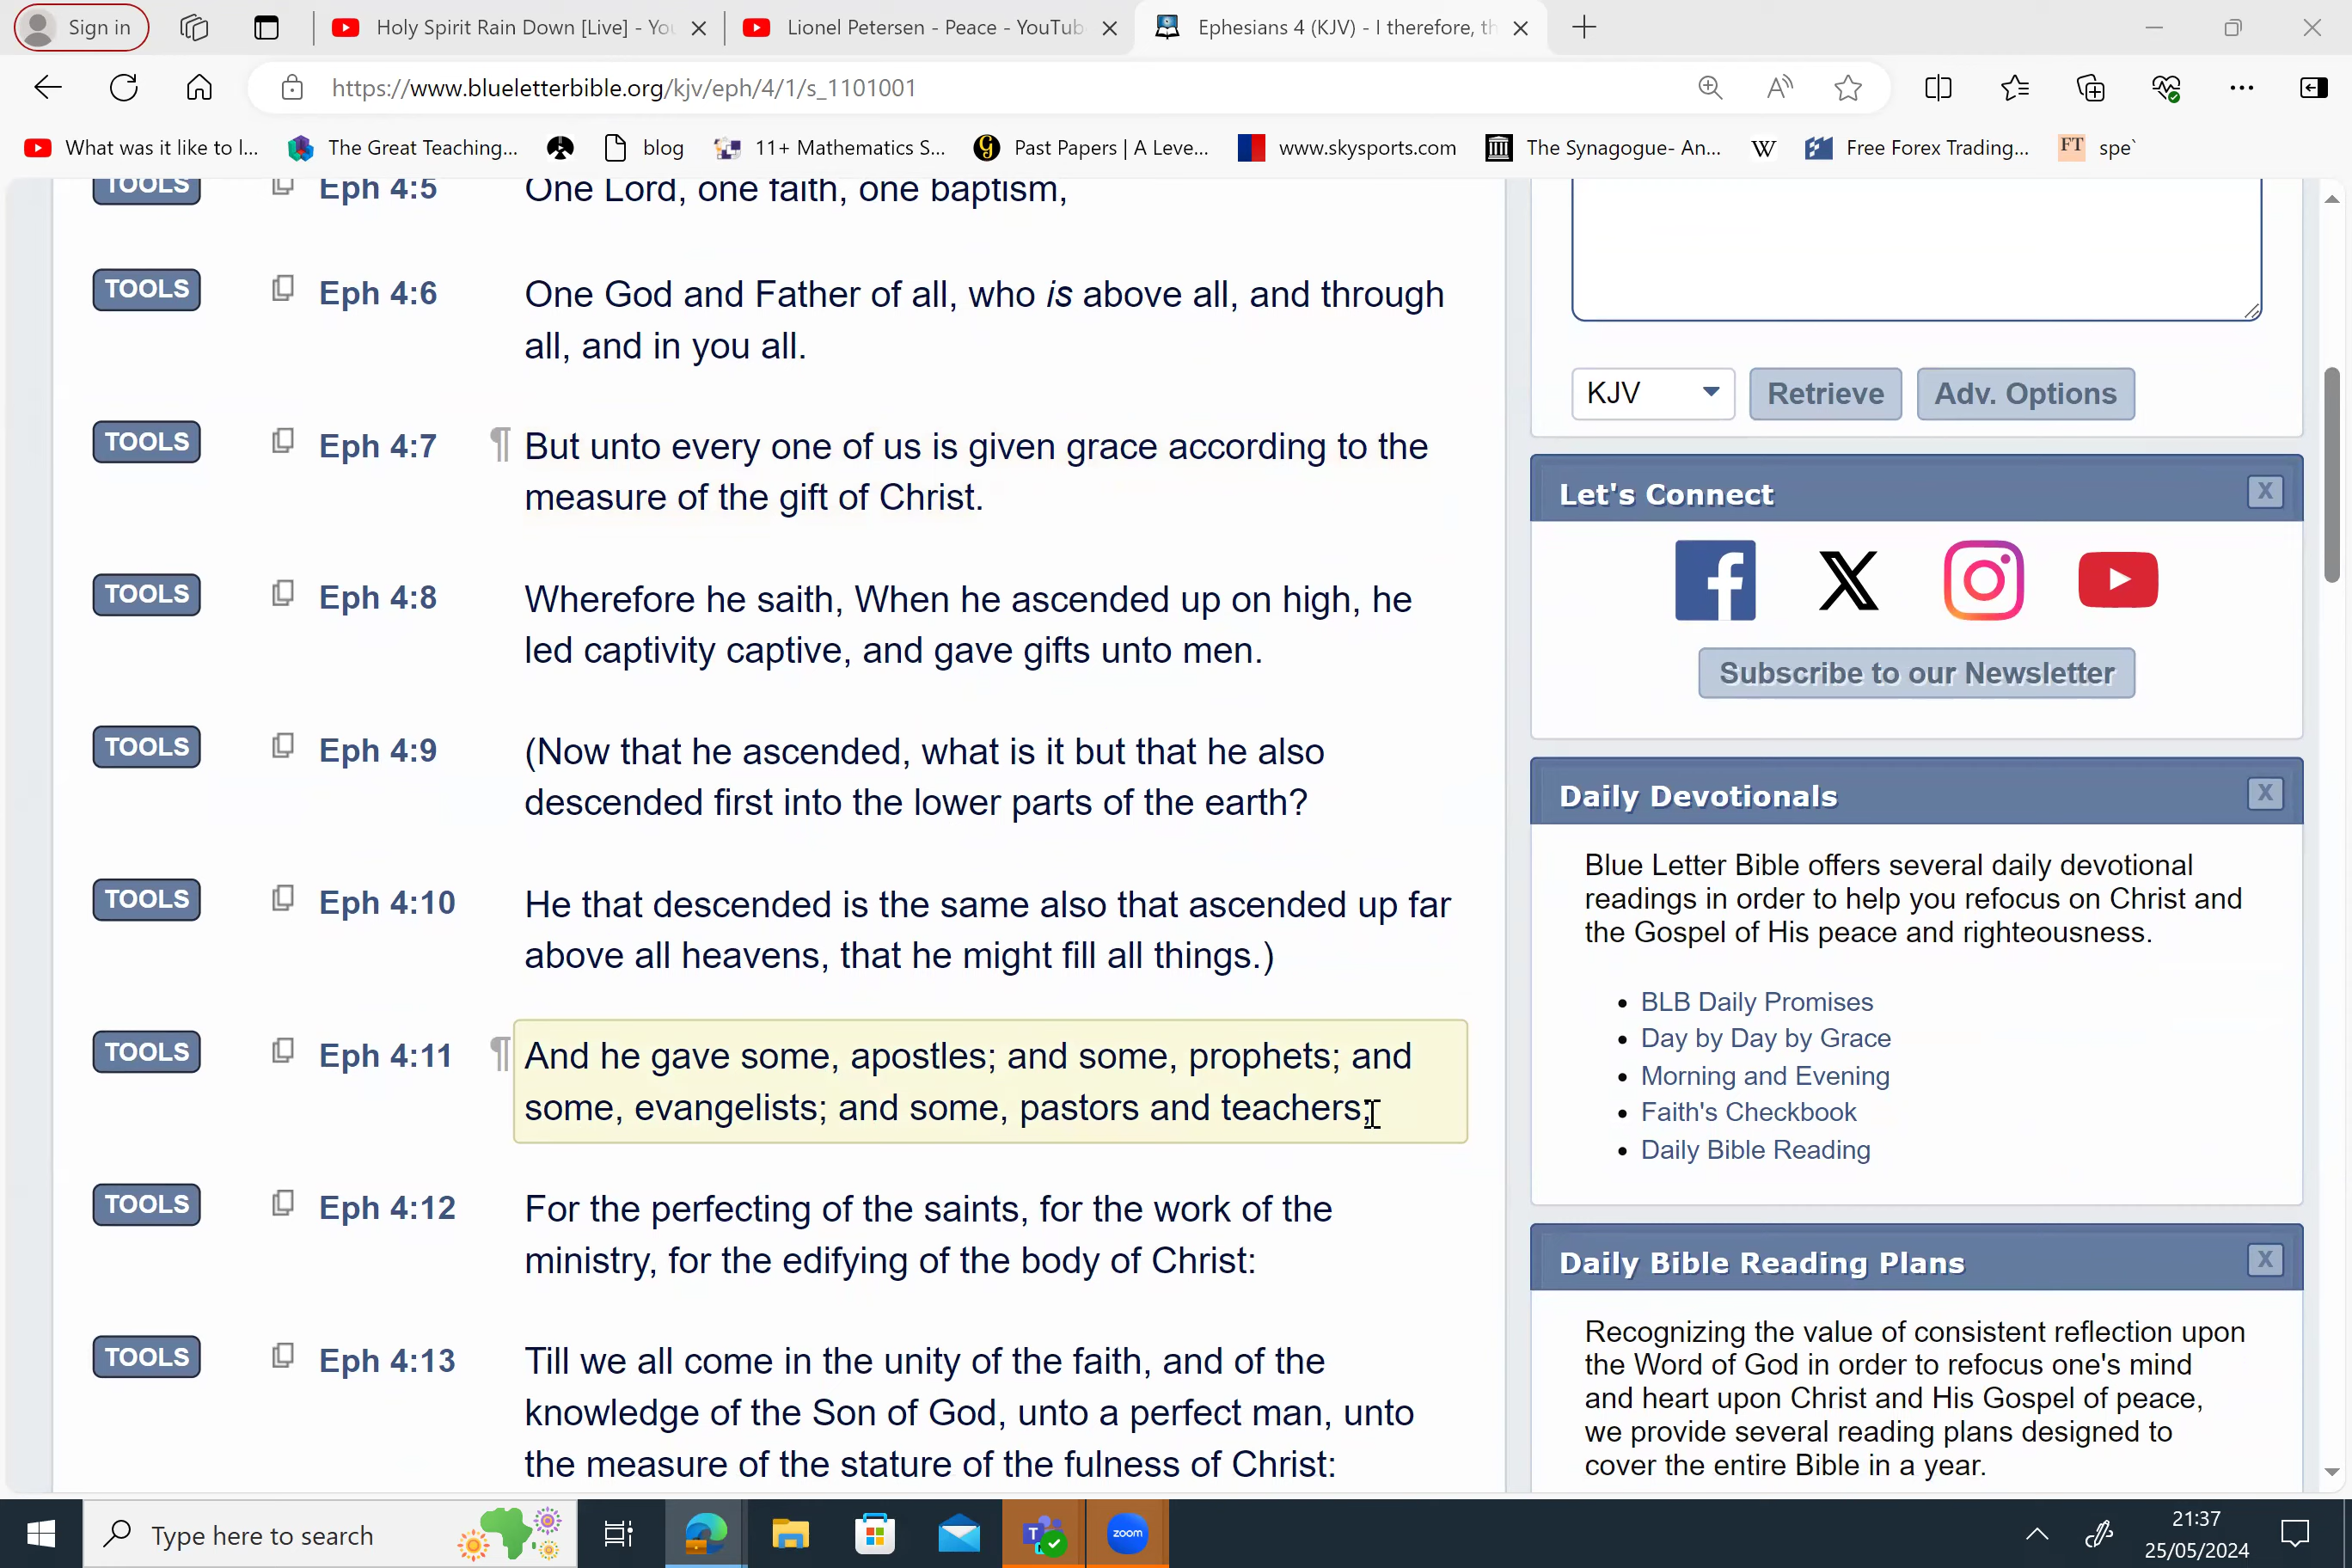 Sign in
Holy Spirit Rain Down [Live] - You
Lionel Petersen - Peace - YouTub
Ephesians 4 (KJV) - I therefore, th
https://www.blueletterbible.org/kjv/eph/4/1/s_1101001
What was it like to l...
The Great Teaching...
blog
11+ Mathematics S...
Past Papers | A Leve...
www.skysports.com
The Synagogue- An...
W
Free Forex Trading...
FT
spe`
TOOLS Eph 4:5 One Lord, one faith, one baptism,
TOOLS Eph 4:6 One God and Father of all, who is above all, and through
all, and in you all.
TOOLS Eph 4:7 ¶ But unto every one of us is given grace according to the
measure of the gift of Christ.
TOOLS Eph 4:8 Wherefore he saith, When he ascended up on high, he
led captivity captive, and gave gifts unto men.
TOOLS Eph 4:9 (Now that he ascended, what is it but that he also
descended first into the lower parts of the earth?
TOOLS Eph 4:10 He that descended is the same also that ascended up far
above all heavens, that he might fill all things.)
TOOLS Eph 4:11 ¶ And he gave some, apostles; and some, prophets; and
some, evangelists; and some, pastors and teachers;
TOOLS Eph 4:12 For the perfecting of the saints, for the work of the
ministry, for the edifying of the body of Christ:
TOOLS Eph 4:13 Till we all come in the unity of the faith, and of the
knowledge of the Son of God, unto a perfect man, unto
the measure of the stature of the fulness of Christ:
KJV
Retrieve
Adv. Options
Let's Connect
X
Subscribe to our Newsletter
Daily Devotionals
X
Blue Letter Bible offers several daily devotional
readings in order to help you refocus on Christ and
the Gospel of His peace and righteousness.
BLB Daily Promises
Day by Day by Grace
Morning and Evening
Faith's Checkbook
Daily Bible Reading
Daily Bible Reading Plans
X
Recognizing the value of consistent reflection upon
the Word of God in order to refocus one's mind
and heart upon Christ and His Gospel of peace,
we provide several reading plans designed to
cover the entire Bible in a year.
Type here to search
zoom
21:37
25/05/2024